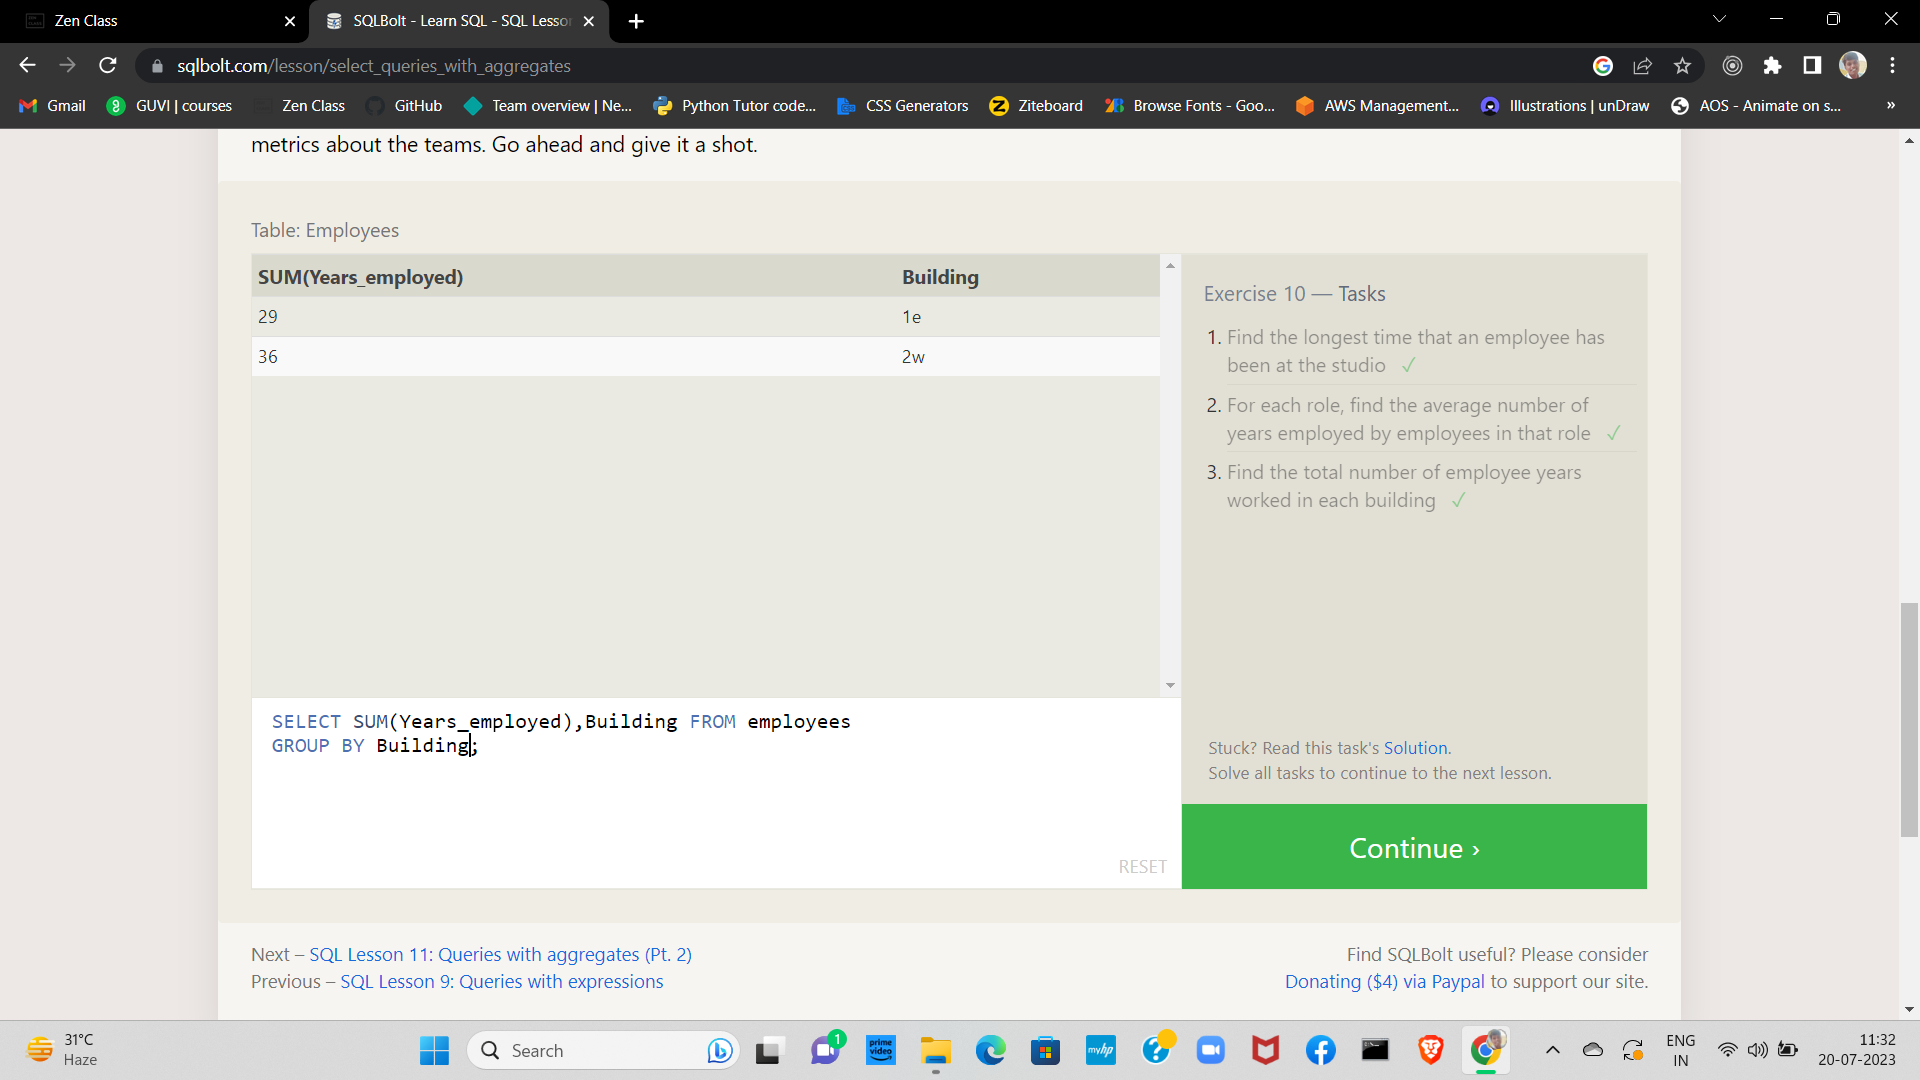 Zen Class
SQLBolt - Learn SQL - SQL Lesson
sqlbolt.com/lesson/select_queries_with_aggregates
Gmail
GUVI | courses
Zen Class
GitHub
Team overview | Ne...
Python Tutor code...
CSS Generators
Ziteboard
Browse Fonts - Goo...
AWS Management...
Illustrations | unDraw
AOS - Animate on s...
»
metrics about the teams. Go ahead and give it a shot.
Table: Employees
SUM(Years_employed) Building
29 1e
36 2w
Exercise 10 — Tasks
1. Find the longest time that an employee has
been at the studio ✓
2. For each role, find the average number of
years employed by employees in that role ✓
3. Find the total number of employee years
worked in each building ✓
SELECT SUM(Years_employed),Building FROM employees
GROUP BY Building;
RESET
Stuck? Read this task's Solution.
Solve all tasks to continue to the next lesson.
Continue ›
Next – SQL Lesson 11: Queries with aggregates (Pt. 2)
Previous – SQL Lesson 9: Queries with expressions
Find SQLBolt useful? Please consider
Donating ($4) via Paypal to support our site.
31°C
Haze
Search
1
prime
video
myhp
ENG
IN
11:32
20-07-2023